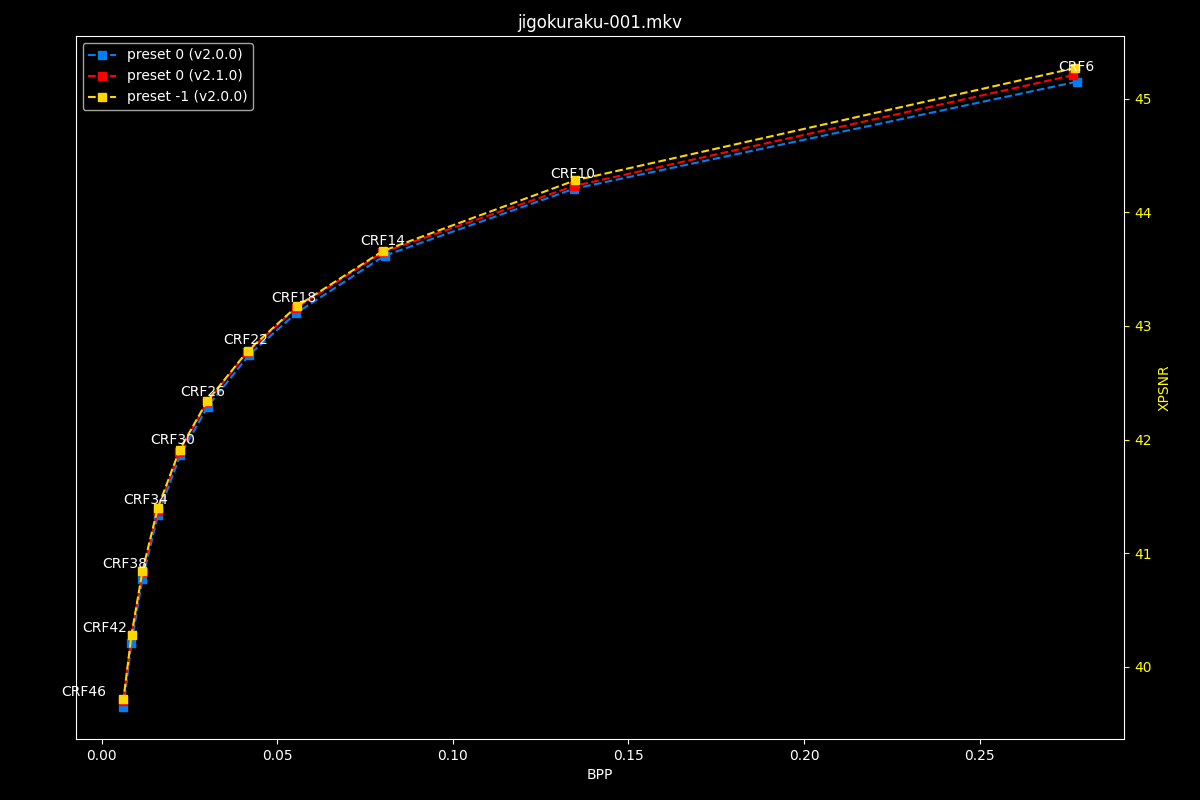 jigokuraku-001.mkv
preset 0 (v2.0.0)
preset 0 (v2.1.0)
preset -1 (v2.0.0)
CRF6
CRF10
CRF14
CRF18
CRF22
CRF26
CRF30
CRF34
CRF38
CRF42
CRF46
45
44
43
42
41
40
XPSNR
0.00 0.05 0.10 0.15 0.20 0.25
BPP